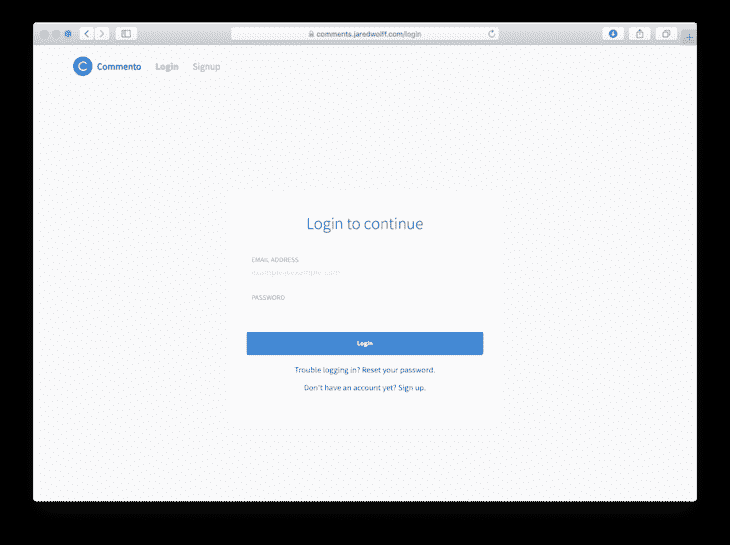 comments.jaredwolff.com/login
C Commento Login Signup
Login to continue
EMAIL ADDRESS
PASSWORD
Login
Trouble logging in? Reset your password.
Don't have an account yet? Sign up.